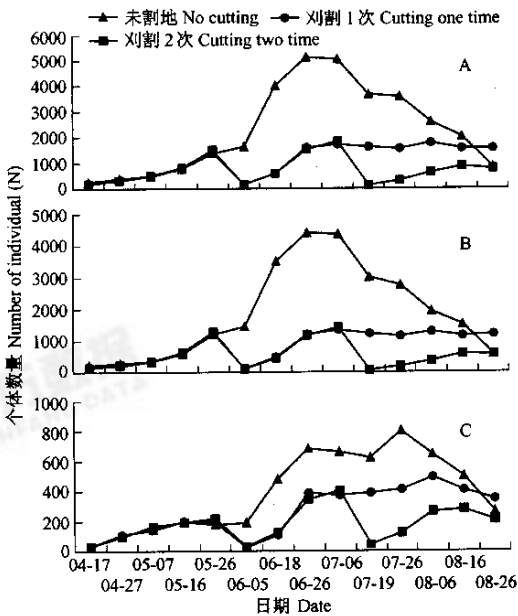 未割地 No cutting 刈割1次 Cutting one time
刈割2次 Cutting two time
个体数量 Number of individual (N)
6000
5000
4000
3000
2000
1000
0
A
5000
4000
3000
2000
1000
0
B
1000
800
600
400
200
0
C
04-17 05-07 05-26 06-18 07-06 07-26 08-16
04-27 05-16 06-05 06-26 07-19 08-06 08-26
日期 Date